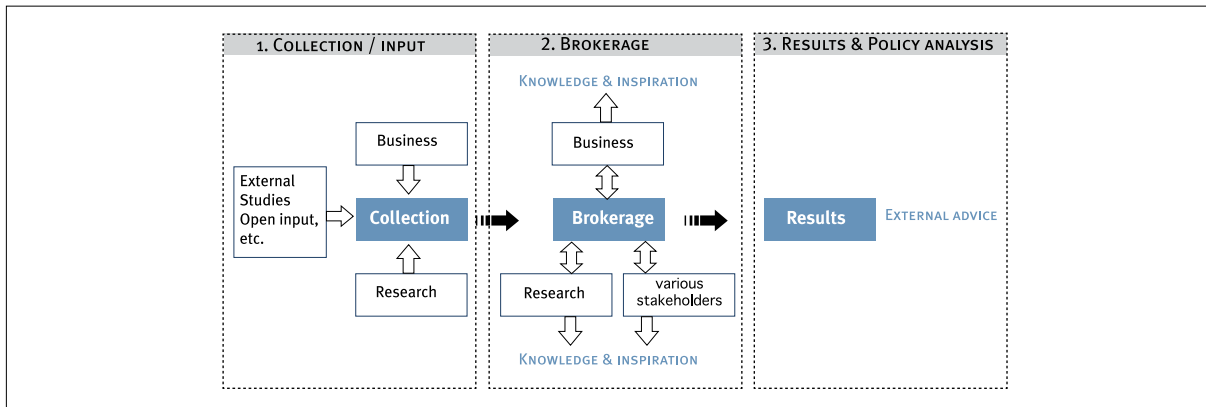 1. Collection / input
Business
External
Studies
Open input,
etc.
Collection
Research
2. Brokerage
Knowledge & inspiration
Business
Brokerage
Research
various
stakeholders
Knowledge & inspiration
3. Results & Policy analysis
Results
External advice